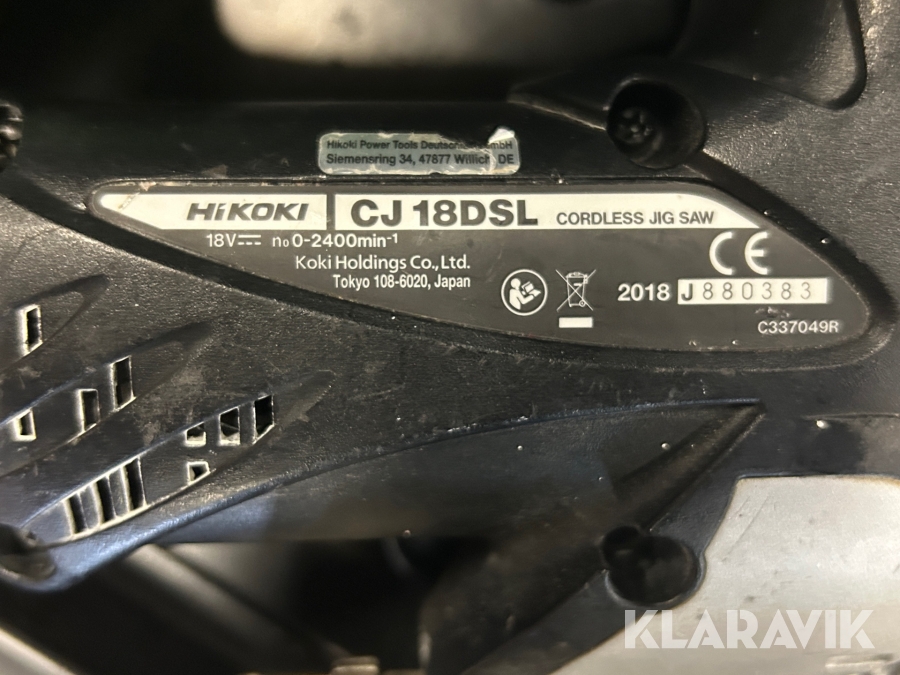 HiKoki Power Tools Deutschland GmbH
Siemensring 34, 47877 Willich, DE
HiKOKI CJ 18DSL CORDLESS JIG SAW
18V⎓ n₀ 0-2400min⁻¹
Koki Holdings Co., Ltd.
Tokyo 108-6020, Japan
CE
2018 J880383
C337049R
KLARAVIK